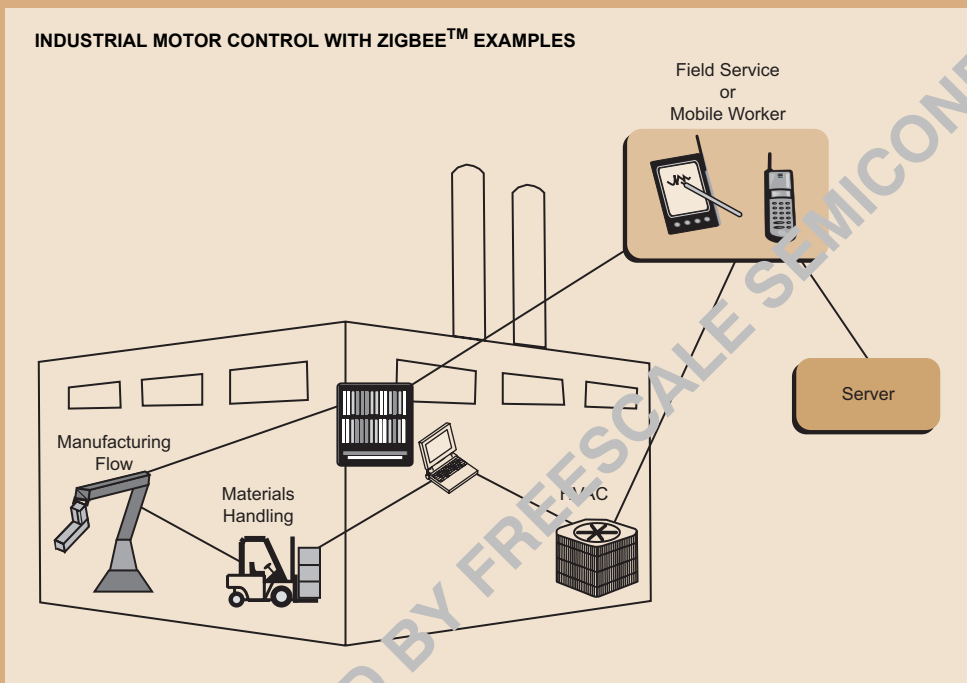 INDUSTRIAL MOTOR CONTROL WITH ZIGBEE™ EXAMPLES
Field Service
or
Mobile Worker
Server
Manufacturing
Flow
Materials
Handling
HVAC
BY FREESCALE